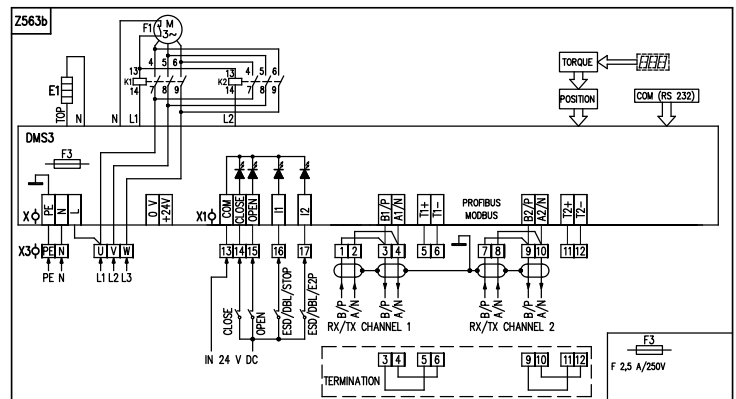 Z563b
F1
M
3~
E1
TOP
N
N
L1
L2
K1
13
14
4 5 6
7 8 9
K2
13
14
4 5 6
7 8 9
TORQUE
POSITION
COM (RS 232)
DMS3
F3
X
PE
N
L
0 V
+24V
X1
COM
CLOSE
OPEN
I1
I2
B1/P
A1/N
T1+
T1-
PROFIBUS
MODBUS
B2/P
A2/N
T2+
T2-
X3
PE N
U V W
13 14 15 16 17
1 2 3 4 5 6
7 8 9 10 11 12
PE N
L1 L2 L3
CLOSE
OPEN
ESD/DBL/STOP
ESD/DBL/E2P
IN 24 V DC
B/P
A/N
B/P
A/N
RX/TX CHANNEL 1
B/P
A/N
B/P
A/N
RX/TX CHANNEL 2
TERMINATION
3 4 5 6
9 10 11 12
F3
F 2,5 A/250V